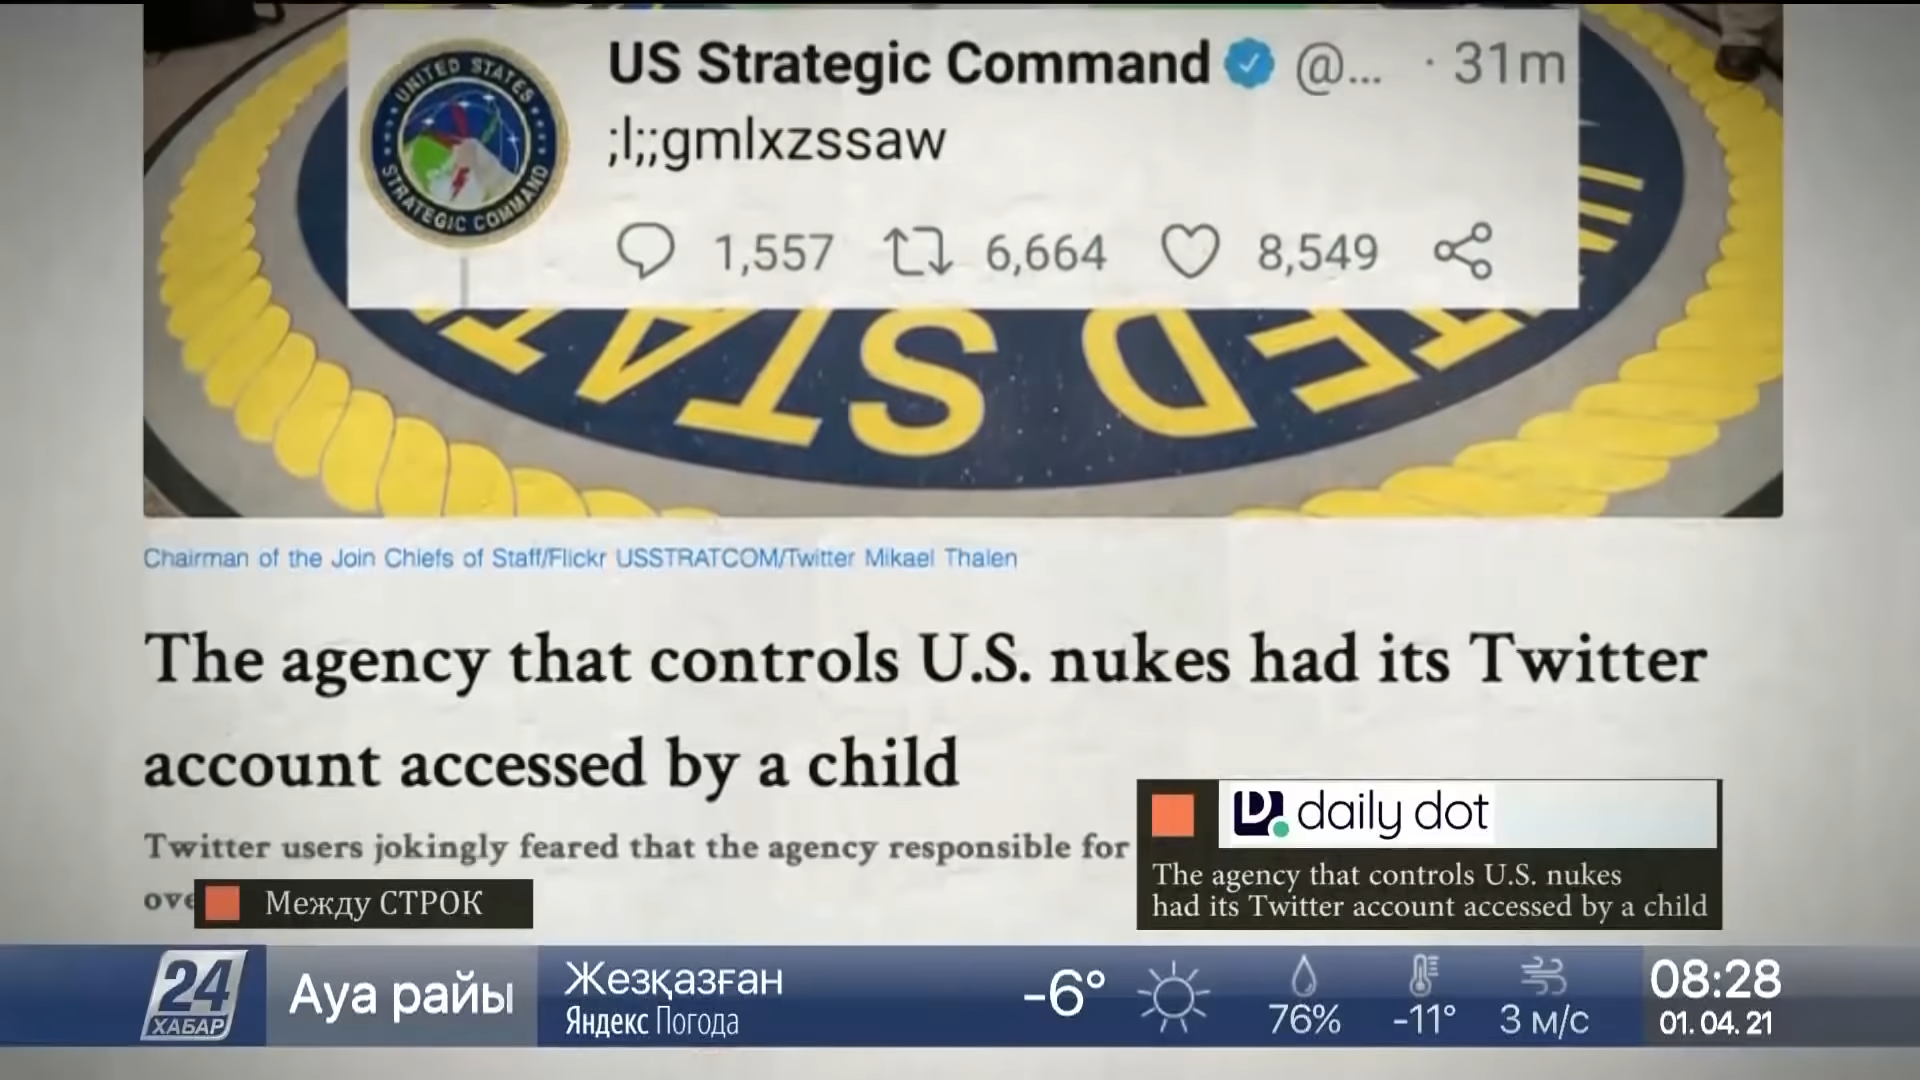 US Strategic Command @... · 31m
;l;;gmlxzssaw
1,557 6,664 8,549
UNITED STATES
STRATEGIC COMMAND
Chairman of the Join Chiefs of Staff/Flickr USSTRATCOM/Twitter Mikael Thalen
The agency that controls U.S. nukes had its Twitter
account accessed by a child
Twitter users jokingly feared that the agency responsible for
Между СТРОК
D. daily dot
The agency that controls U.S. nukes
had its Twitter account accessed by a child
24 ХАБАР
Ауа райы
Жезқазған
Яндекс Погода
-6° 76% -11° 3 м/с
08:28
01. 04. 21